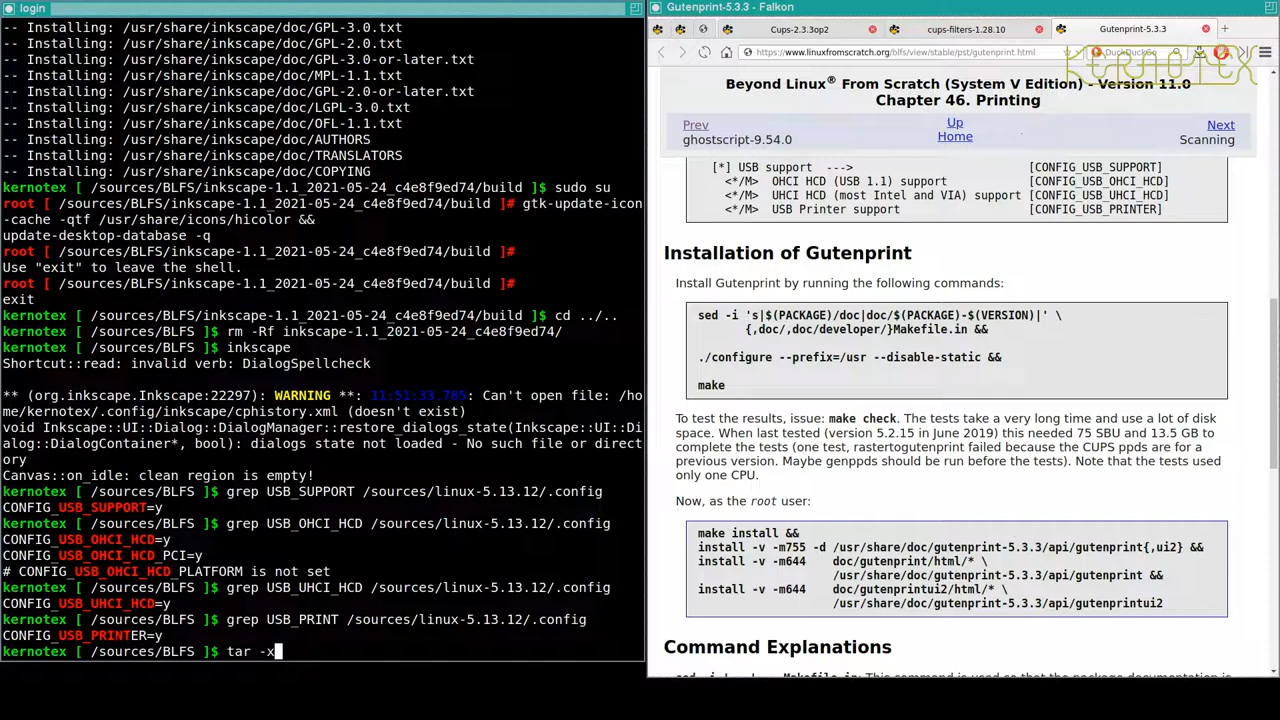 login
-- Installing: /usr/share/inkscape/doc/GPL-3.0.txt
-- Installing: /usr/share/inkscape/doc/GPL-2.0.txt
-- Installing: /usr/share/inkscape/doc/GPL-3.0-or-later.txt
-- Installing: /usr/share/inkscape/doc/MPL-1.1.txt
-- Installing: /usr/share/inkscape/doc/GPL-2.0-or-later.txt
-- Installing: /usr/share/inkscape/doc/LGPL-3.0.txt
-- Installing: /usr/share/inkscape/doc/OFL-1.1.txt
-- Installing: /usr/share/inkscape/doc/AUTHORS
-- Installing: /usr/share/inkscape/doc/TRANSLATORS
-- Installing: /usr/share/inkscape/doc/COPYING
kernotex [ /sources/BLFS/inkscape-1.1_2021-05-24_c4e8f9ed74/build ]$ sudo su
root [ /sources/BLFS/inkscape-1.1_2021-05-24_c4e8f9ed74/build ]# gtk-update-icon
-cache -qtf /usr/share/icons/hicolor &&
update-desktop-database -q
root [ /sources/BLFS/inkscape-1.1_2021-05-24_c4e8f9ed74/build ]#
Use "exit" to leave the shell.
root [ /sources/BLFS/inkscape-1.1_2021-05-24_c4e8f9ed74/build ]#
exit
kernotex [ /sources/BLFS/inkscape-1.1_2021-05-24_c4e8f9ed74/build ]$ cd ../..
kernotex [ /sources/BLFS ]$ rm -Rf inkscape-1.1_2021-05-24_c4e8f9ed74/
kernotex [ /sources/BLFS ]$ inkscape
Shortcut::read: invalid verb: DialogSpellcheck
** (org.inkscape.Inkscape:22297): WARNING **: 11:51:33.785: Can't open file: /ho
me/kernotex/.config/inkscape/cphistory.xml (doesn't exist)
void Inkscape::UI::Dialog::DialogManager::restore_dialogs_state(Inkscape::UI::Di
alog::DialogContainer*, bool): dialogs state not loaded - No such file or direct
ory
Canvas::on_idle: clean region is empty!
kernotex [ /sources/BLFS ]$ grep USB_SUPPORT /sources/linux-5.13.12/.config
CONFIG_USB_SUPPORT=y
kernotex [ /sources/BLFS ]$ grep USB_OHCI_HCD /sources/linux-5.13.12/.config
CONFIG_USB_OHCI_HCD=y
CONFIG_USB_OHCI_HCD_PCI=y
# CONFIG_USB_OHCI_HCD_PLATFORM is not set
kernotex [ /sources/BLFS ]$ grep USB_UHCI_HCD /sources/linux-5.13.12/.config
CONFIG_USB_UHCI_HCD=y
kernotex [ /sources/BLFS ]$ grep USB_PRINT /sources/linux-5.13.12/.config
CONFIG_USB_PRINTER=y
kernotex [ /sources/BLFS ]$ tar -x
Gutenprint-5.3.3 - Falkon
Cups-2.3.3op2 cups-filters-1.28.10 Gutenprint-5.3.3
https://www.linuxfromscratch.org/blfs/view/stable/pst/gutenprint.html DuckDuckGo
KERNOTEX
Beyond Linux® From Scratch (System V Edition) - Version 11.0
Chapter 46. Printing
Prev Up Next
ghostscript-9.54.0 Home Scanning
[*] USB support ---> [CONFIG_USB_SUPPORT]
<*/M> OHCI HCD (USB 1.1) support [CONFIG_USB_OHCI_HCD]
<*/M> UHCI HCD (most Intel and VIA) support [CONFIG_USB_UHCI_HCD]
<*/M> USB Printer support [CONFIG_USB_PRINTER]
Installation of Gutenprint
Install Gutenprint by running the following commands:
sed -i 's|$(PACKAGE)/doc|doc/$(PACKAGE)-$(VERSION)|' \
{,doc/,doc/developer/}Makefile.in &&
./configure --prefix=/usr --disable-static &&
make
To test the results, issue: make check. The tests take a very long time and use a lot of disk
space. When last tested (version 5.2.15 in June 2019) this needed 75 SBU and 13.5 GB to
complete the tests (one test, rastertogutenprint failed because the CUPS ppds are for a
previous version. Maybe genppds should be run before the tests). Note that the tests used
only one CPU.
Now, as the root user:
make install &&
install -v -m755 -d /usr/share/doc/gutenprint-5.3.3/api/gutenprint{,ui2} &&
install -v -m644 doc/gutenprint/html/* \
/usr/share/doc/gutenprint-5.3.3/api/gutenprint &&
install -v -m644 doc/gutenprintui2/html/* \
/usr/share/doc/gutenprint-5.3.3/api/gutenprintui2
Command Explanations